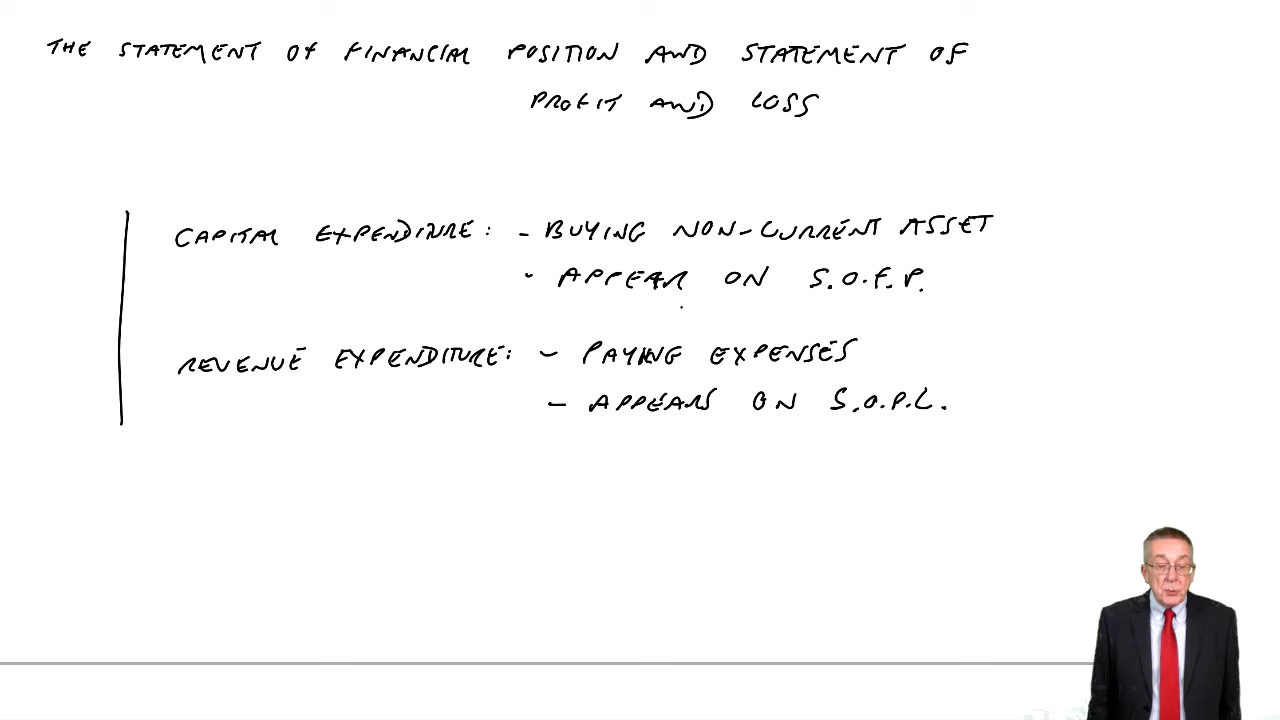 THE STATEMENT OF FINANCIAL POSITION AND STATEMENT OF
PROFIT AND LOSS
CAPITAL EXPENDITURE: - BUYING NON-CURRENT ASSET
- APPEAR ON S.O.F.P.
REVENUE EXPENDITURE: - PAYING EXPENSES
- APPEARS ON S.O.P.L.